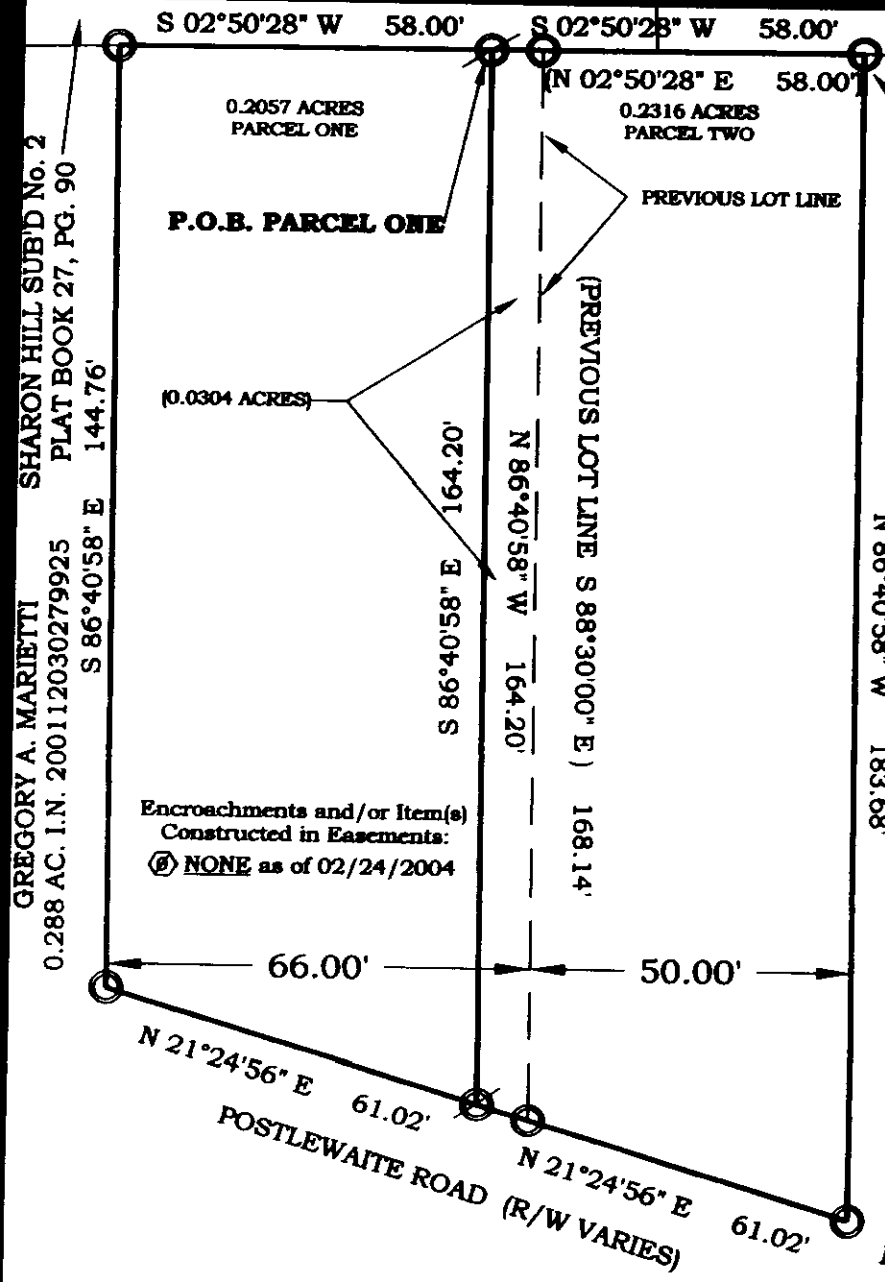 S 02°50'28" W 58.00'
S 02°50'28" W 58.00'
(N 02°50'28" E 58.00')
0.2057 ACRES
PARCEL ONE
0.2316 ACRES
PARCEL TWO
PREVIOUS LOT LINE
P.O.B. PARCEL ONE
SHARON HILL SUB'D No. 2
PLAT BOOK 27, PG. 90
GREGORY A. MARIETTI
0.288 AC. I.N. 200112030279925
S 86°40'58" E 144.76'
(0.0304 ACRES)
S 86°40'58" E 164.20'
N 86°40'58" W 164.20'
(PREVIOUS LOT LINE S 88°30'00" E ) 168.14'
N 86°40'58" W 183.68'
Encroachments and/or Item(s)
Constructed in Easements:
Ø NONE as of 02/24/2004
66.00'
50.00'
N 21°24'56" E 61.02'
N 21°24'56" E 61.02'
POSTLEWAITE ROAD (R/W VARIES)